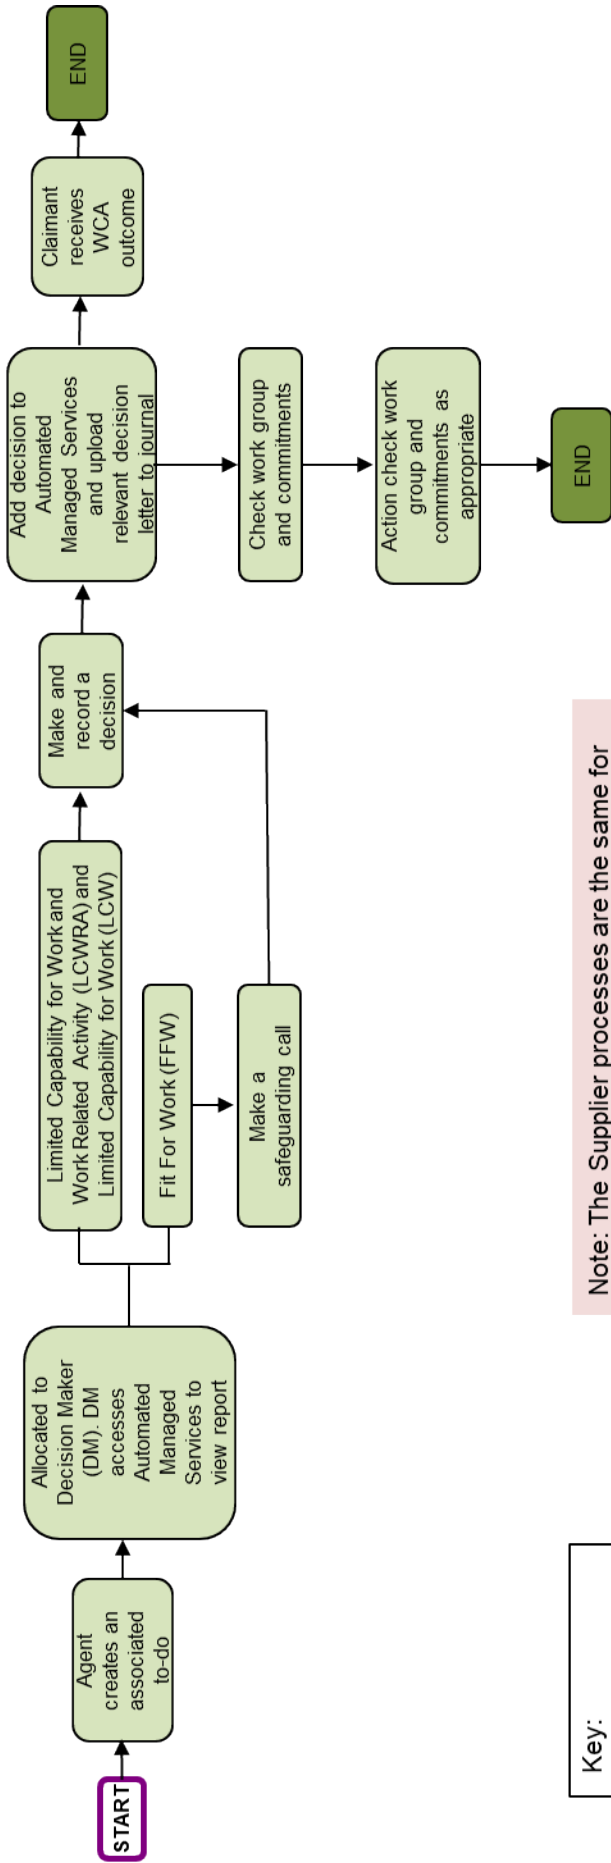 START
Agent
creates an
associated
to-do
Allocated to
Decision Maker
(DM). DM
accesses
Automated
Managed
Services to
view report
Limited Capability for Work and
Work Related Activity (LCWRA) and
Limited Capability for Work (LCW)
Fit For Work (FFW)
Make a
safeguarding call
Make and
record a
decision
Add decision to
Automated
Managed Services
and upload
relevant decision
letter to journal
Claimant
receives
WCA
outcome
END
Check work group
and commitments
Action check work
group and
commitments as
appropriate
END
Key:
Note: The Supplier processes are the same for